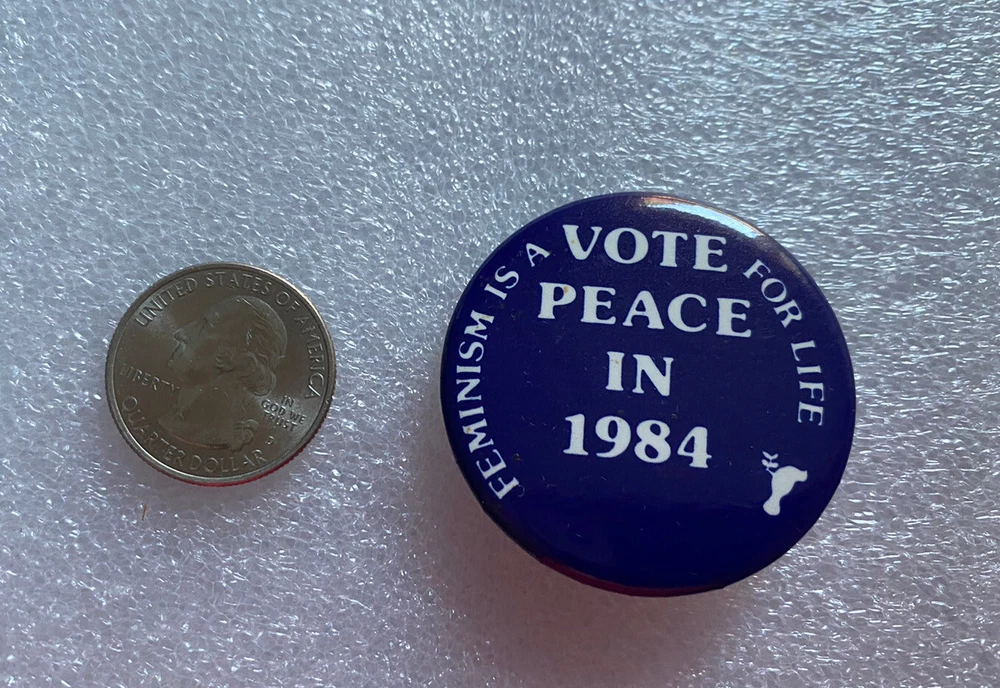 UNITED STATES OF AMERICA
LIBERTY
IN
GOD WE
TRUST
D
QUARTER DOLLAR
FEMINISM IS A VOTE FOR LIFE
PEACE
IN
1984